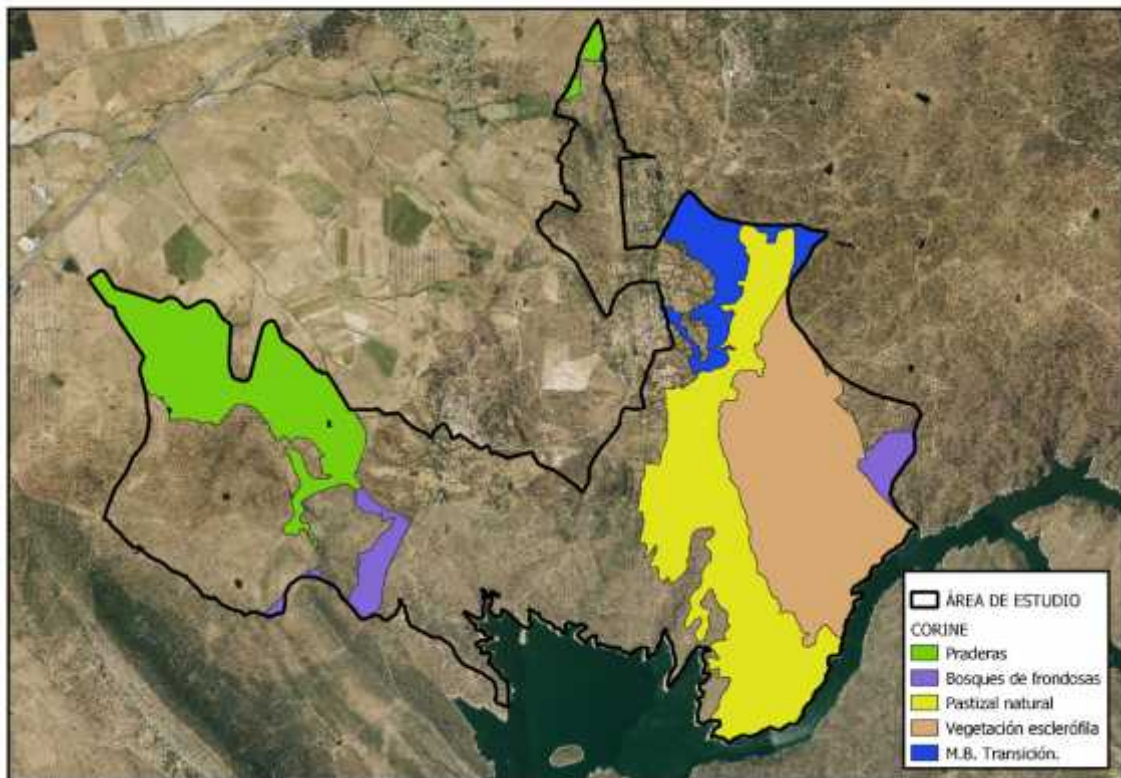 ÁREA DE ESTUDIO
CORINE
Praderas
Bosques de frondosas
Pastizal natural
Vegetación esclerófila
M.B. Transición.